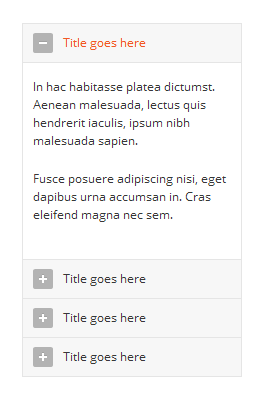 Title goes here
In hac habitasse platea dictumst.
Aenean malesuada, lectus quis
hendrerit iaculis, ipsum nibh
malesuada sapien.
Fusce posuere adipiscing nisi, eget
dapibus urna accumsan in. Cras
eleifend magna nec sem.
Title goes here
Title goes here
Title goes here